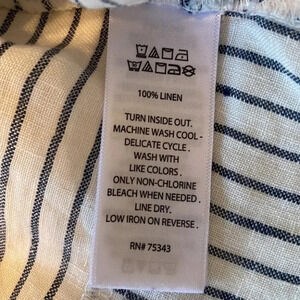 100% LINEN
TURN INSIDE OUT.
MACHINE WASH COOL -
DELICATE CYCLE .
WASH WITH
LIKE COLORS .
ONLY NON-CHLORINE
BLEACH WHEN NEEDED .
LINE DRY.
LOW IRON ON REVERSE .
RN# 75343